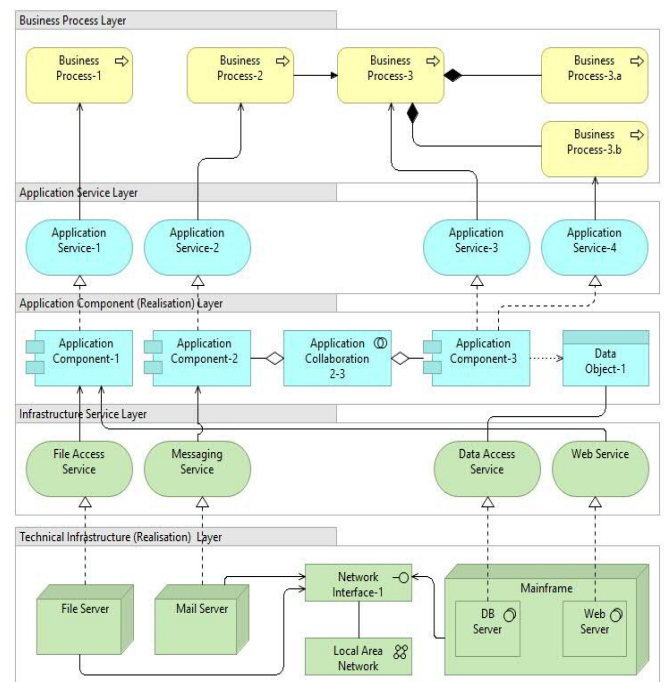 Business Process Layer
Business
Process-1
Business
Process-2
Business
Process-3
Business
Process-3.a
Business
Process-3.b
Application Service Layer
Application
Service-1
Application
Service-2
Application
Service-3
Application
Service-4
Application Component (Realisation) Layer
Application
Component-1
Application
Component-2
Application
Collaboration
2-3
Application
Component-3
Data
Object-1
Infrastructure Service Layer
File Access
Service
Messaging
Service
Data Access
Service
Web Service
Technical Infrastructure (Realisation) Layer
File Server
Mail Server
Network
Interface-1
Local Area
Network
Mainframe
DB
Server
Web
Server